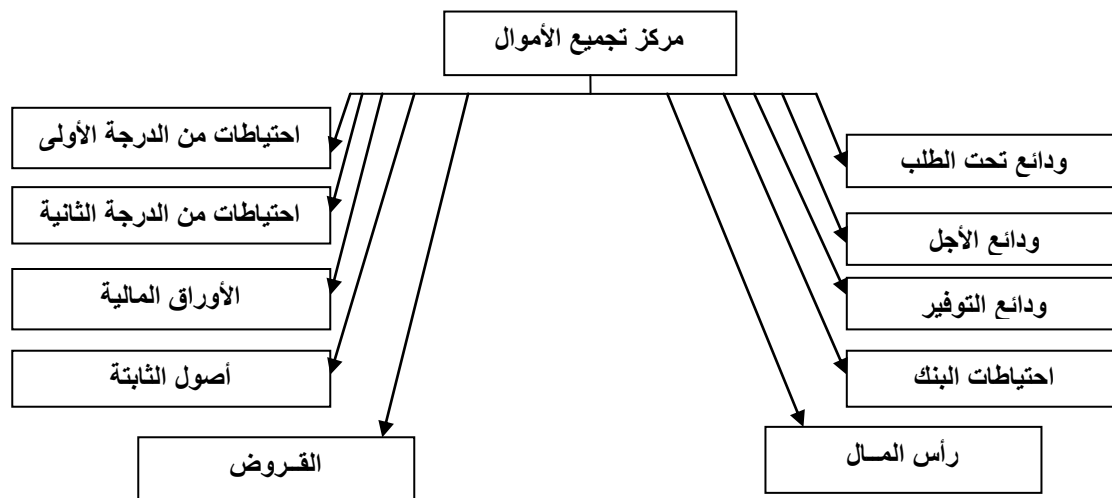 مركز تجميع الأموال
ودائع تحت الطلب
ودائع الأجل
ودائع التوفير
احتياطات البنك
رأس المــال
احتياطات من الدرجة الأولى
احتياطات من الدرجة الثانية
الأوراق المالية
أصول الثابتة
القــروض